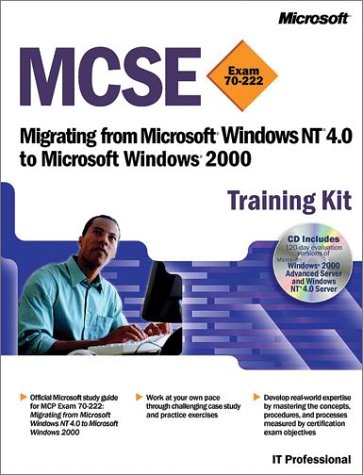 Microsoft®
MCSE
Exam
70-222
Migrating from Microsoft® Windows NT® 4.0
to Microsoft Windows® 2000
Training Kit
CD Includes
120-day evaluation
versions of
Microsoft®
Windows® 2000
Advanced Server
and Windows
NT® 4.0 Server
Official Microsoft study guide
for MCP Exam 70-222:
Migrating from Microsoft
Windows NT 4.0 to Microsoft
Windows 2000
Work at your own pace
through challenging case study
and practice exercises
Develop real-world expertise
by mastering the concepts,
procedures, and processes
measured by certification
exam objectives
IT Professional